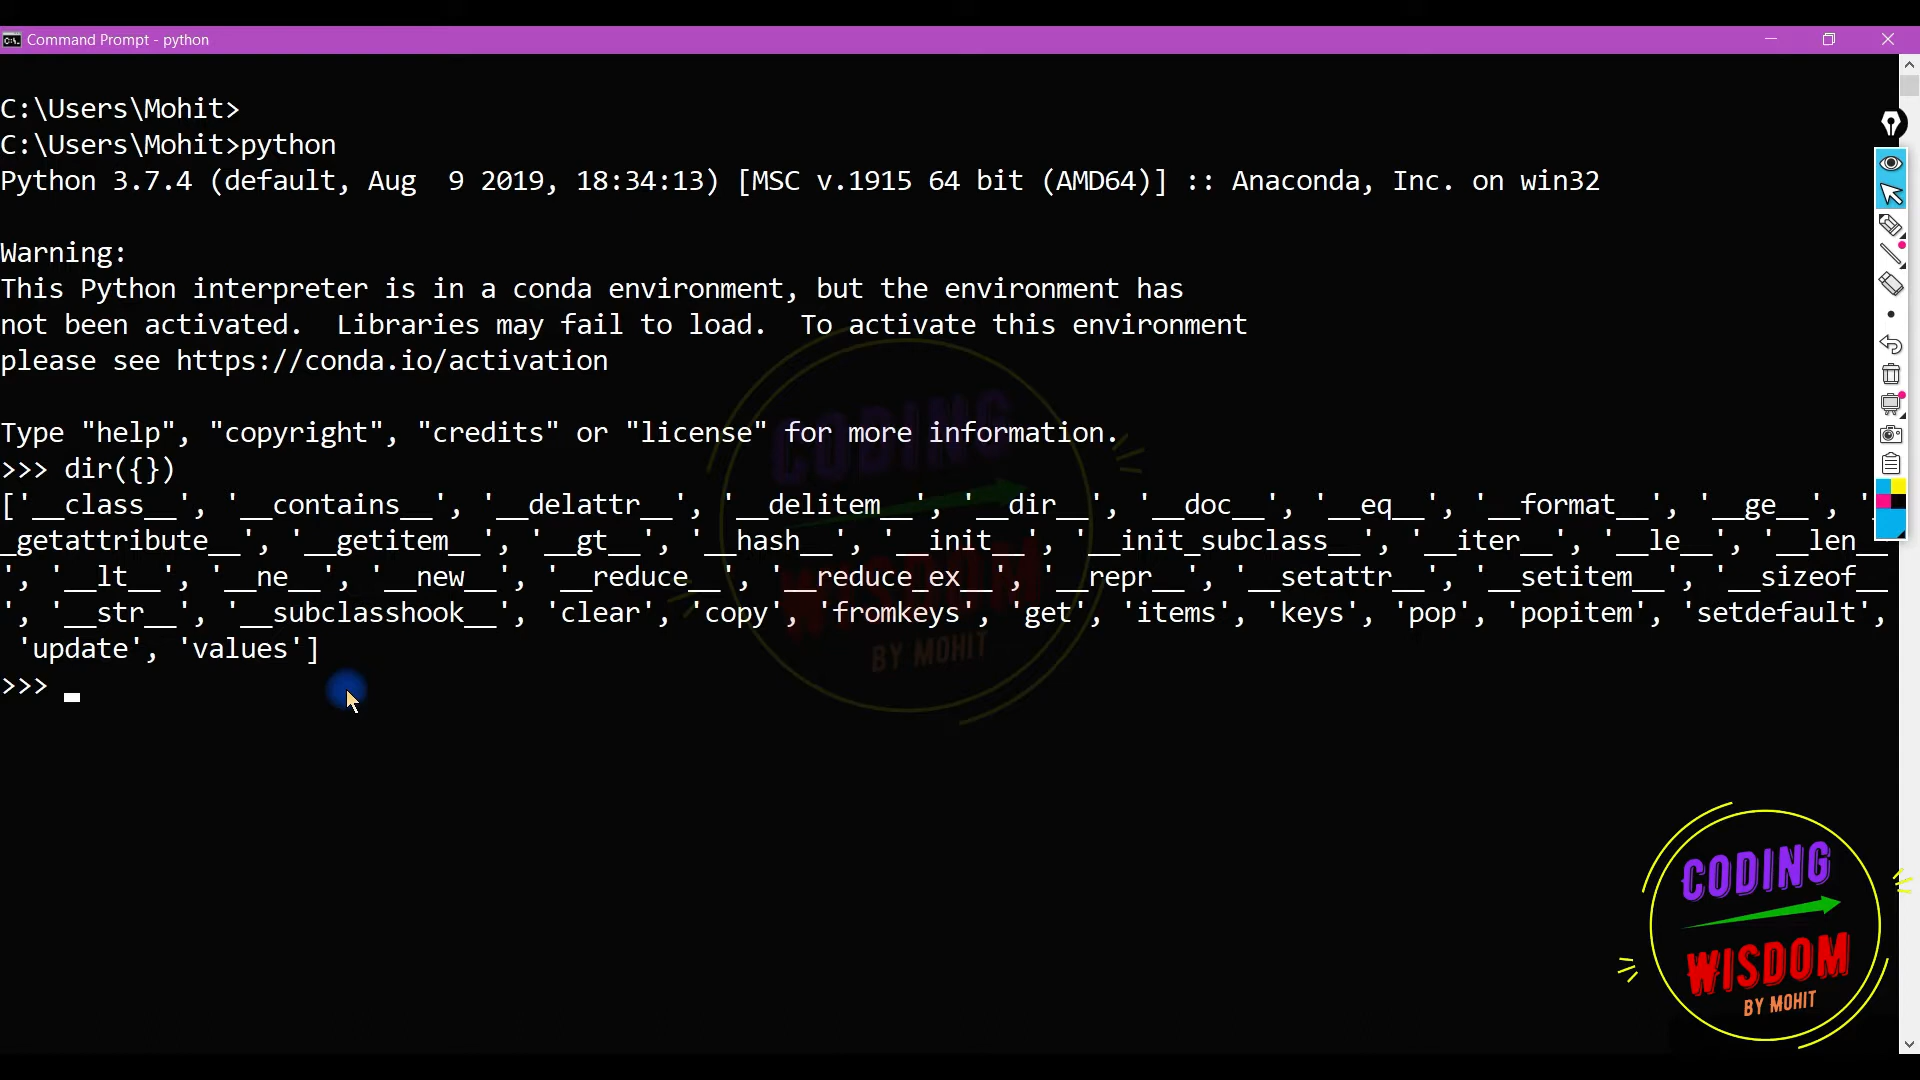 Command Prompt - python
C:\Users\Mohit>
C:\Users\Mohit>python
Python 3.7.4 (default, Aug  9 2019, 18:34:13) [MSC v.1915 64 bit (AMD64)] :: Anaconda, Inc. on win32
Warning:
This Python interpreter is in a conda environment, but the environment has
not been activated.  Libraries may fail to load.  To activate this environment
please see https://conda.io/activation
Type "help", "copyright", "credits" or "license" for more information.
>>> dir({})
['__class__', '__contains__', '__delattr__', '__delitem__', '__dir__', '__doc__', '__eq__', '__format__', '__ge__', '_
_getattribute__', '__getitem__', '__gt__', '__hash__', '__init__', '__init_subclass__', '__iter__', '__le__', '__len__
', '__lt__', '__ne__', '__new__', '__reduce__', '__reduce_ex__', '__repr__', '__setattr__', '__setitem__', '__sizeof__
', '__str__', '__subclasshook__', 'clear', 'copy', 'fromkeys', 'get', 'items', 'keys', 'pop', 'popitem', 'setdefault',
 'update', 'values']
>>>
CODING
WISDOM
BY MOHIT
CODING
WISDOM
BY MOHIT